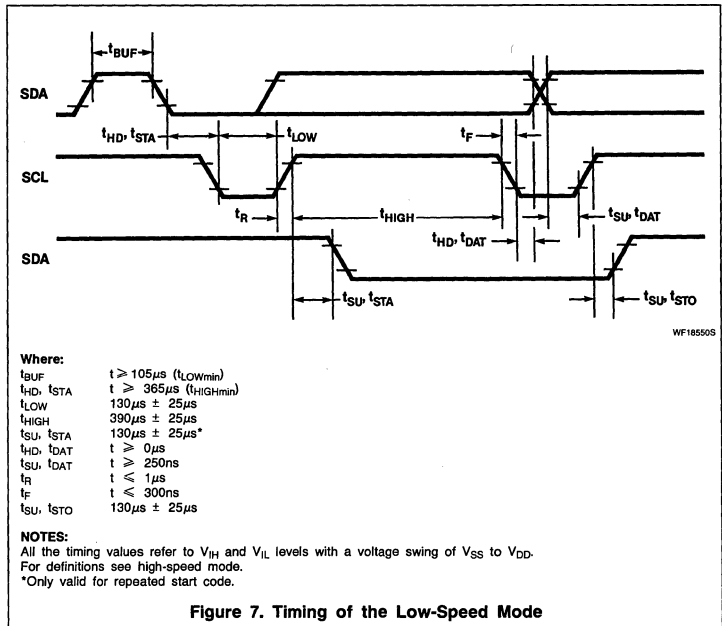 tBUF
SDA
tHD, tSTA
tLOW
tF
SCL
tR
tHIGH
tSU, tDAT
tHD, tDAT
SDA
tSU, tSTA
tSU, tSTO
WF18550S
Where:
tBUF t ⩾ 105µs (tLOWmin)
tHD, tSTA t ⩾ 365µs (tHIGHmin)
tLOW 130µs ± 25µs
tHIGH 390µs ± 25µs
tSU, tSTA 130µs ± 25µs*
tHD, tDAT t ⩾ 0µs
tSU, tDAT t ⩾ 250ns
tR t ⩽ 1µs
tF t ⩽ 300ns
tSU, tSTO 130µs ± 25µs
NOTES:
All the timing values refer to VIH and VIL levels with a voltage swing of VSS to VDD.
For definitions see high-speed mode.
*Only valid for repeated start code.
Figure 7. Timing of the Low-Speed Mode